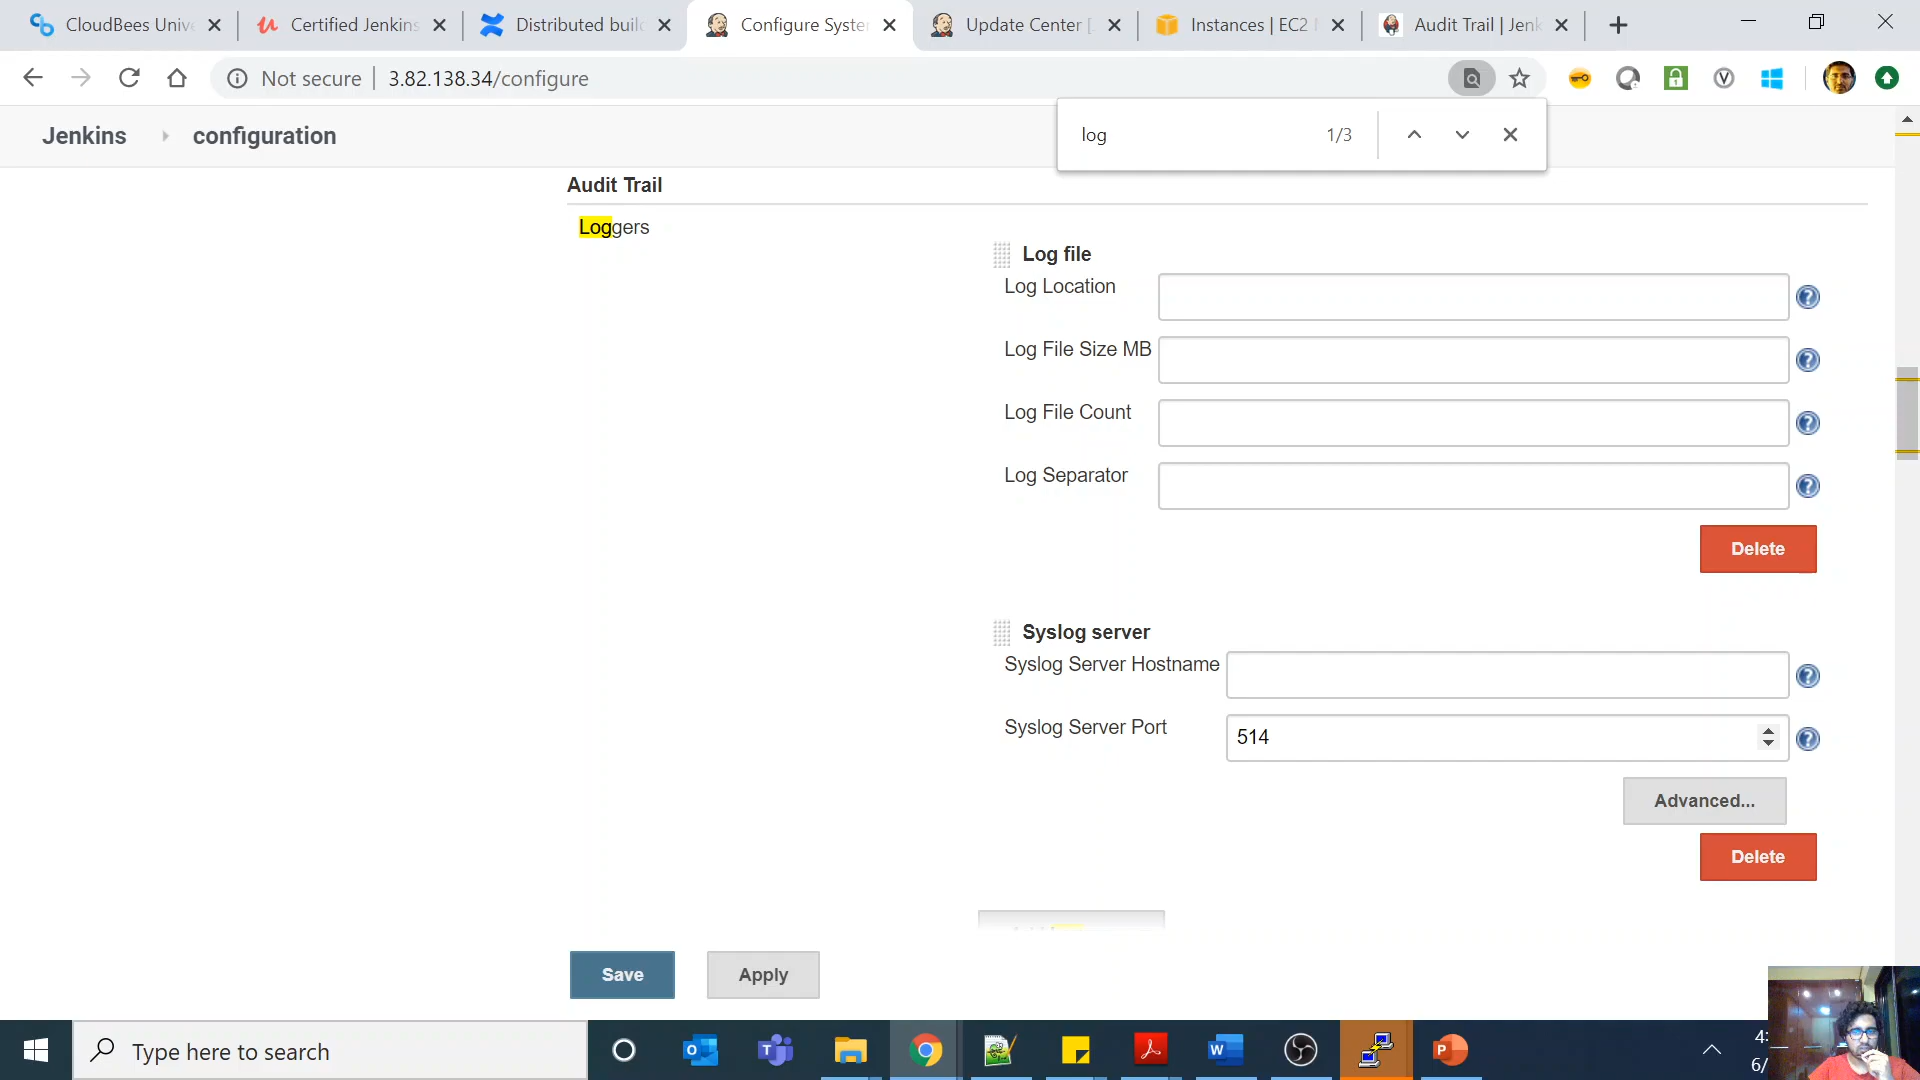 CloudBees Unive
Certified Jenkins
Distributed buil
Configure Syste
Update Center [
Instances | EC2
Audit Trail | Jenk
Not secure
3.82.138.34/configure
log
1/3
Jenkins
configuration
Audit Trail
Loggers
Log file
Log Location
Log File Size MB
Log File Count
Log Separator
Delete
Syslog server
Syslog Server Hostname
Syslog Server Port
514
Advanced...
Delete
Save
Apply
Type here to search
4:
6/